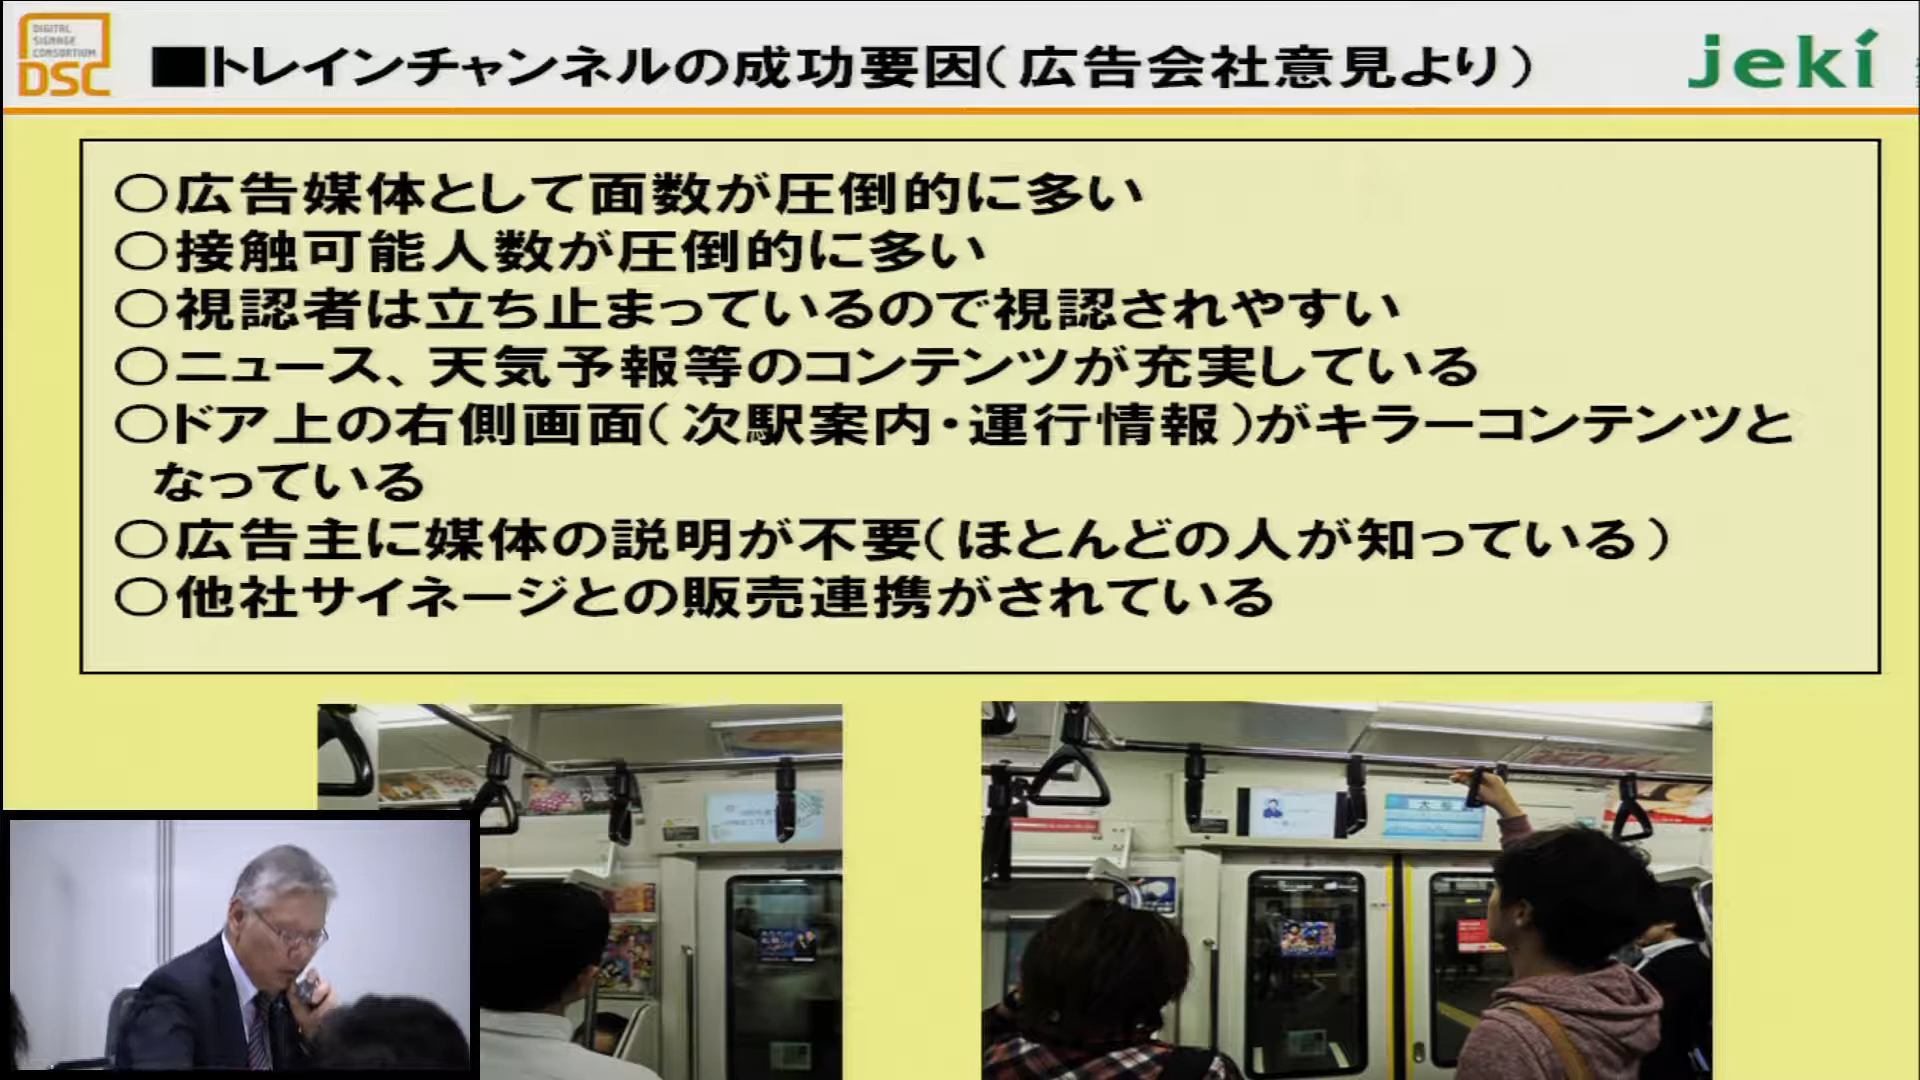 DIGITAL
SIGNAGE
CONSORTIUM
DSC
■トレインチャンネルの成功要因(広告会社意見より)
jeki
○広告媒体として面数が圧倒的に多い
○接触可能人数が圧倒的に多い
○視認者は立ち止まっているので視認されやすい
○ニュース、天気予報等のコンテンツが充実している
○ドア上の右側画面(次駅案内・運行情報)がキラーコンテンツと
なっている
○広告主に媒体の説明が不要(ほとんどの人が知っている)
○他社サイネージとの販売連携がされている